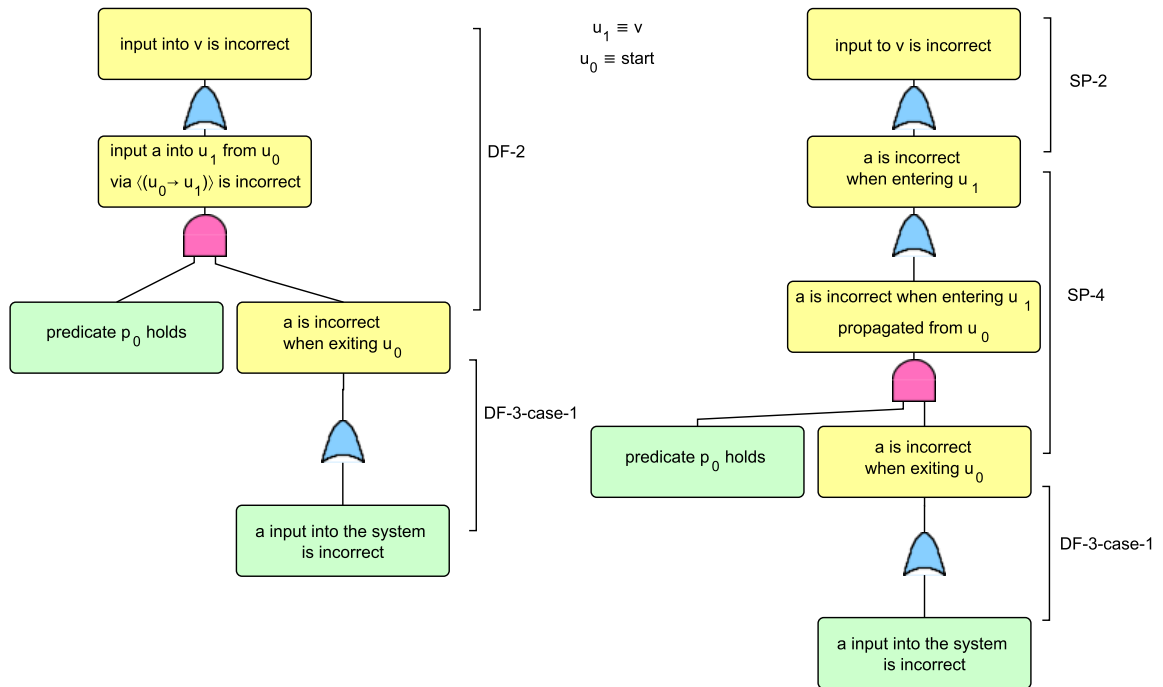 input into v is incorrect
input a into u₁ from u₀
via ⟨(u₀→ u₁)⟩ is incorrect
predicate p₀ holds
a is incorrect
when exiting u₀
a input into the system
is incorrect
DF-2
DF-3-case-1
u₁ ≡ v
u₀ ≡ start
input to v is incorrect
a is incorrect
when entering u₁
a is incorrect when entering u₁
propagated from u₀
predicate p₀ holds
a is incorrect
when exiting u₀
a input into the system
is incorrect
SP-2
SP-4
DF-3-case-1